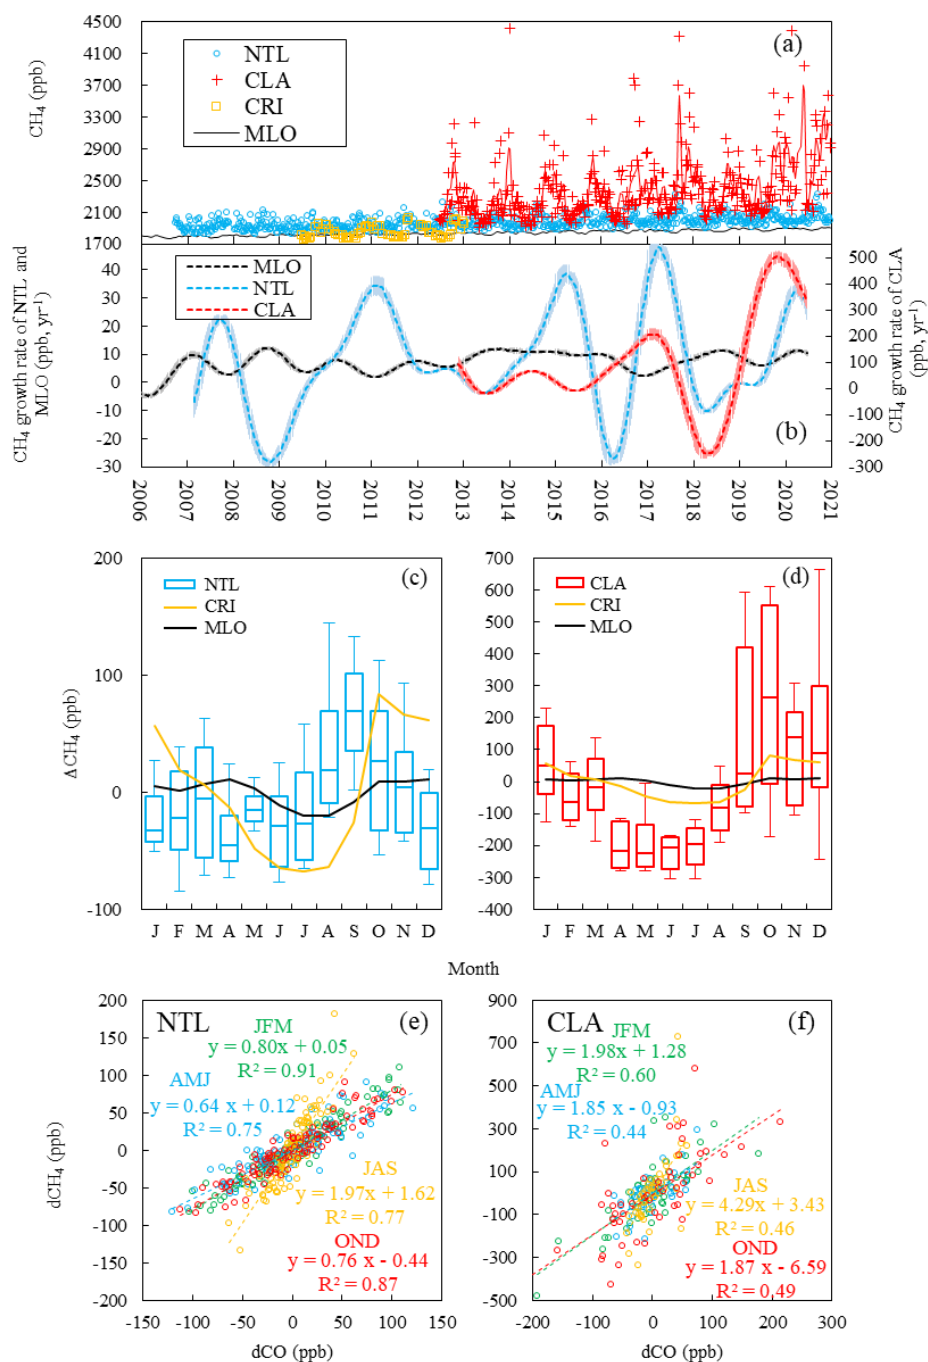 4500
4100
3700
3300
2900
2500
2100
1700
CH₄ (ppb)
NTL
CLA
CRI
MLO
(a)
40
30
20
10
0
-10
-20
-30
CH₄ growth rate of NTL and
MLO (ppb, yr⁻¹)
MLO
NTL
CLA
(b)
500
400
300
200
100
0
-100
-200
-300
CH₄ growth rate of CLA
(ppb, yr⁻¹)
2006 2007 2008 2009 2010 2011 2012 2013 2014 2015 2016 2017 2018 2019 2020 2021
200
100
0
-100
ΔCH₄ (ppb)
NTL
CRI
MLO
(c)
J F M A M J J A S O N D
700
600
500
400
300
200
100
0
-100
-200
-300
-400
CLA
CRI
MLO
(d)
J F M A M J J A S O N D
Month
200
150
100
50
0
-50
-100
-150
-200
dCH₄ (ppb)
NTL
(e)
JFM
y = 0.80x + 0.05
R² = 0.91
AMJ
y = 0.64 x + 0.12
R² = 0.75
JAS
y = 1.97x + 1.62
R² = 0.77
OND
y = 0.76 x - 0.44
R² = 0.87
-150 -100 -50 0 50 100 150
dCO (ppb)
900
700
500
300
100
-100
-300
-500
CLA
(f)
JFM
y = 1.98x + 1.28
R² = 0.60
AMJ
y = 1.85x - 0.93
R² = 0.44
JAS
y = 4.29x + 3.43
R² = 0.46
OND
y = 1.87 x - 6.59
R² = 0.49
-200 -100 0 100 200 300
dCO (ppb)